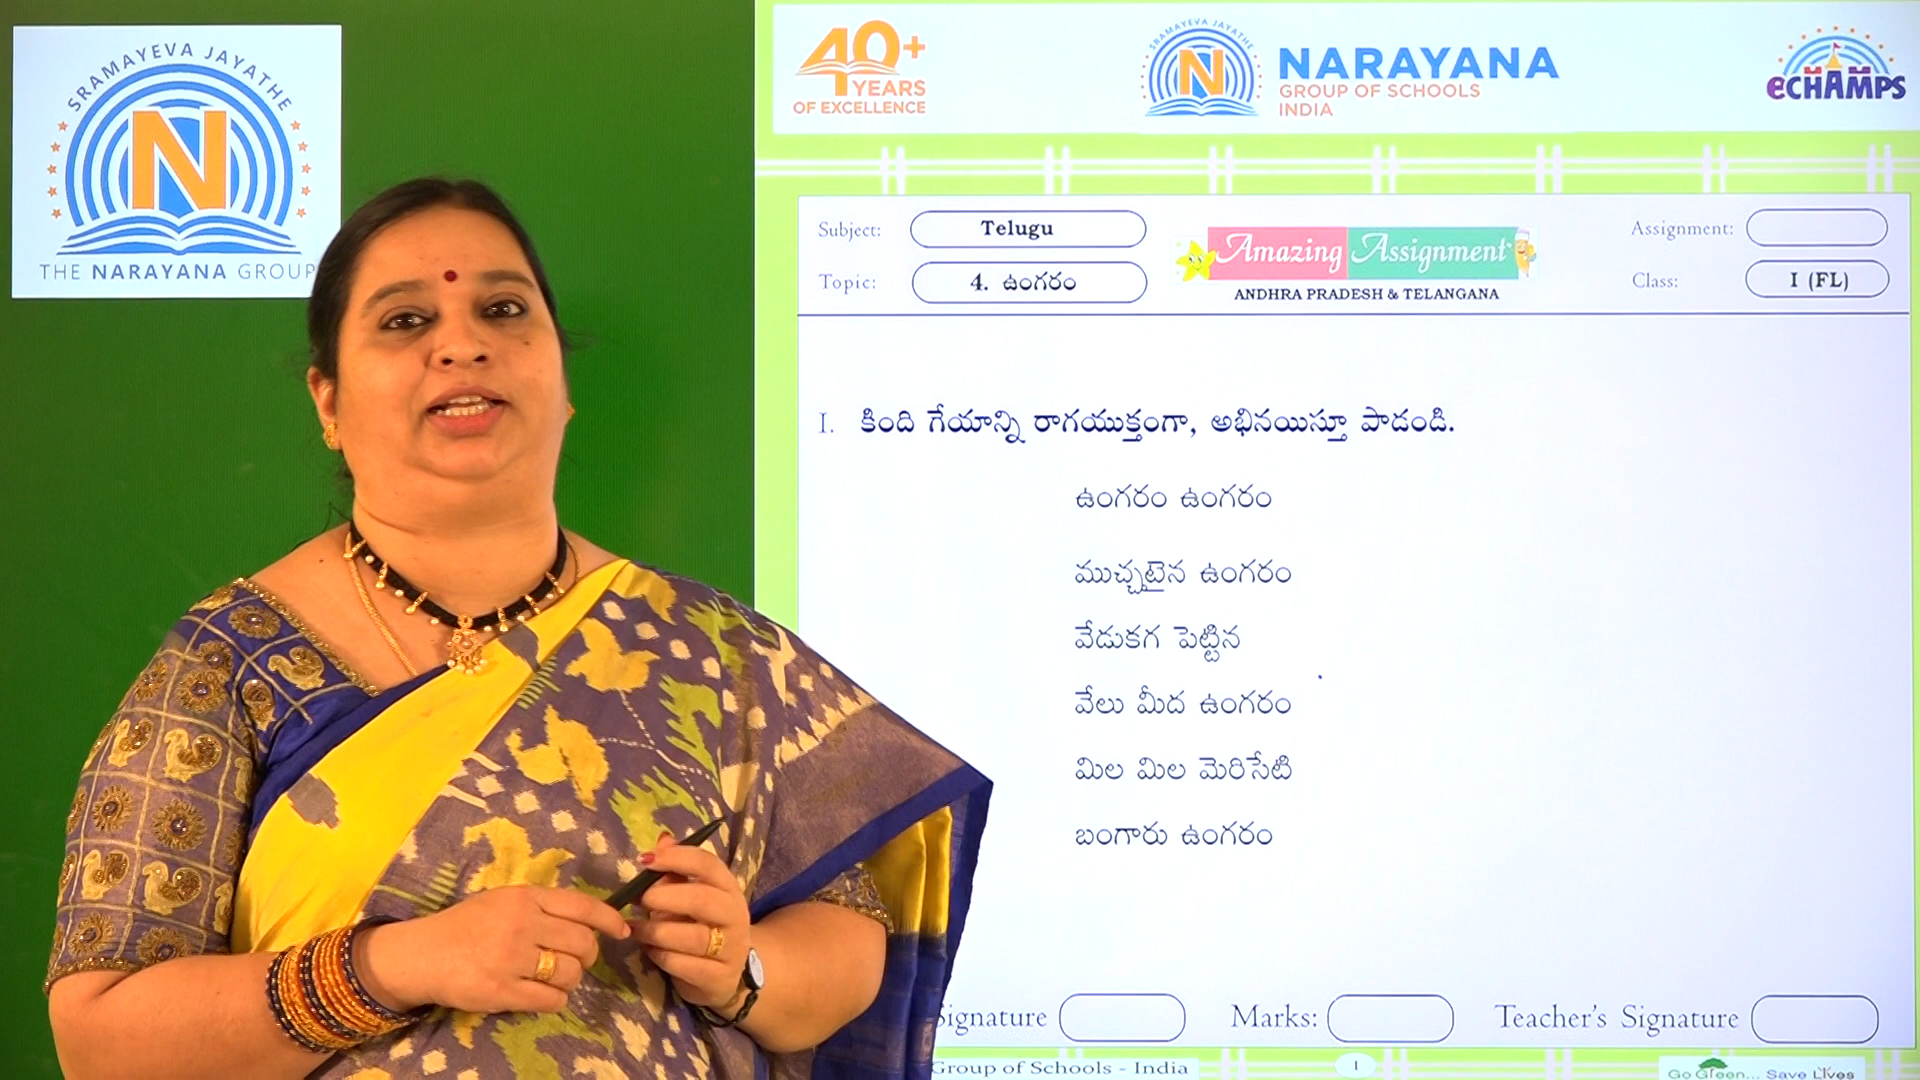 SRAMAYEVA JAYATHE
N
THE NARAYANA GROUP
40+
YEARS
OF EXCELLENCE
SRAMAYEVA JAYATHE
N
NARAYANA
GROUP OF SCHOOLS
INDIA
eCHAMPS
Subject: Telugu
Topic: 4. ఉంగరం
Amazing Assignment
ANDHRA PRADESH & TELANGANA
Assignment:
Class: I (FL)
I. కింది గేయాన్ని రాగయుక్తంగా, అభినయిస్తూ పాడండి.
ఉంగరం ఉంగరం
ముచ్చటైన ఉంగరం
వేడుకగ పెట్టిన
వేలు మీద ఉంగరం
మిల మిల మెరిసేటి
బంగారు ఉంగరం
Signature
Marks:
Teacher's Signature
Group of Schools - India
1
Go Green... Save Lives